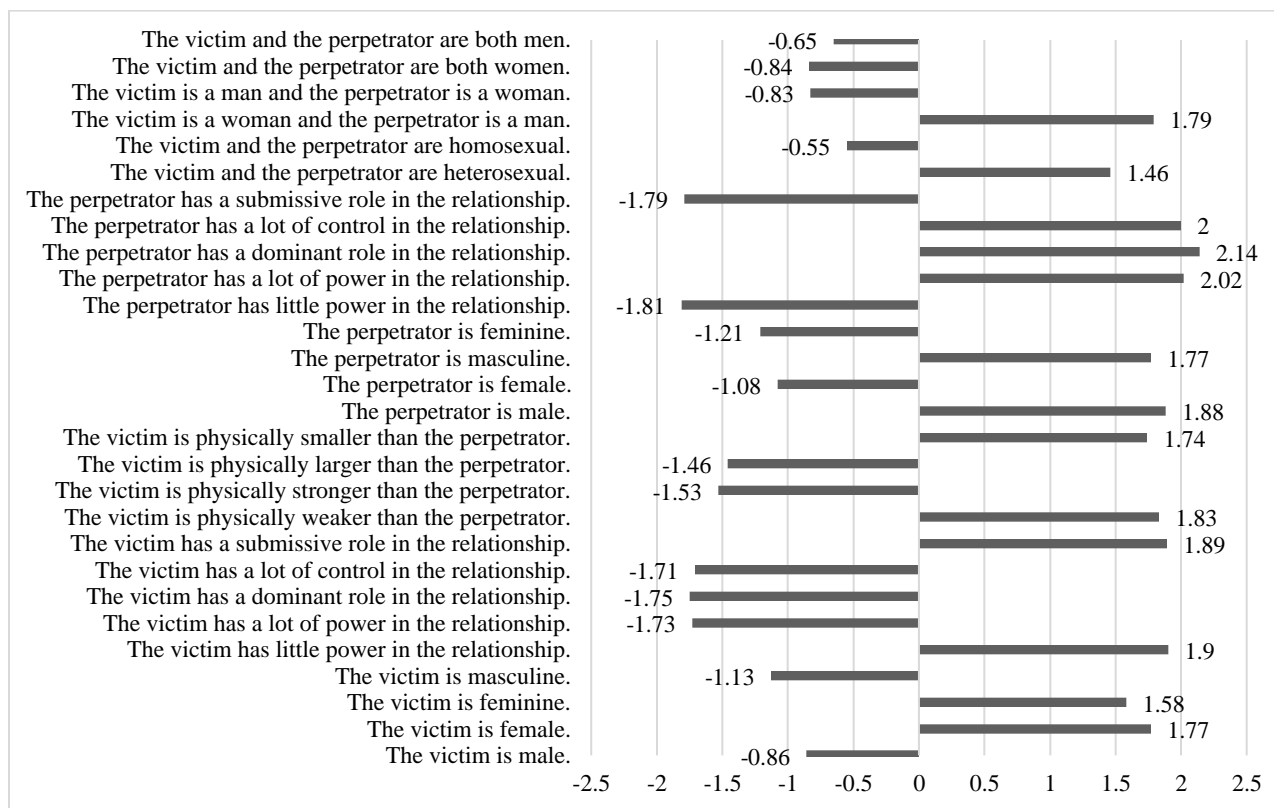 The victim and the perpetrator are both men. -0.65
The victim and the perpetrator are both women. -0.84
The victim is a man and the perpetrator is a woman. -0.83
The victim is a woman and the perpetrator is a man. 1.79
The victim and the perpetrator are homosexual. -0.55
The victim and the perpetrator are heterosexual. 1.46
The perpetrator has a submissive role in the relationship. -1.79
The perpetrator has a lot of control in the relationship. 2
The perpetrator has a dominant role in the relationship. 2.14
The perpetrator has a lot of power in the relationship. 2.02
The perpetrator has little power in the relationship. -1.81
The perpetrator is feminine. -1.21
The perpetrator is masculine. 1.77
The perpetrator is female. -1.08
The perpetrator is male. 1.88
The victim is physically smaller than the perpetrator. 1.74
The victim is physically larger than the perpetrator. -1.46
The victim is physically stronger than the perpetrator. -1.53
The victim is physically weaker than the perpetrator. 1.83
The victim has a submissive role in the relationship. 1.89
The victim has a lot of control in the relationship. -1.71
The victim has a dominant role in the relationship. -1.75
The victim has a lot of power in the relationship. -1.73
The victim has little power in the relationship. 1.9
The victim is masculine. -1.13
The victim is feminine. 1.58
The victim is female. 1.77
The victim is male. -0.86
-2.5 -2 -1.5 -1 -0.5 0 0.5 1 1.5 2 2.5